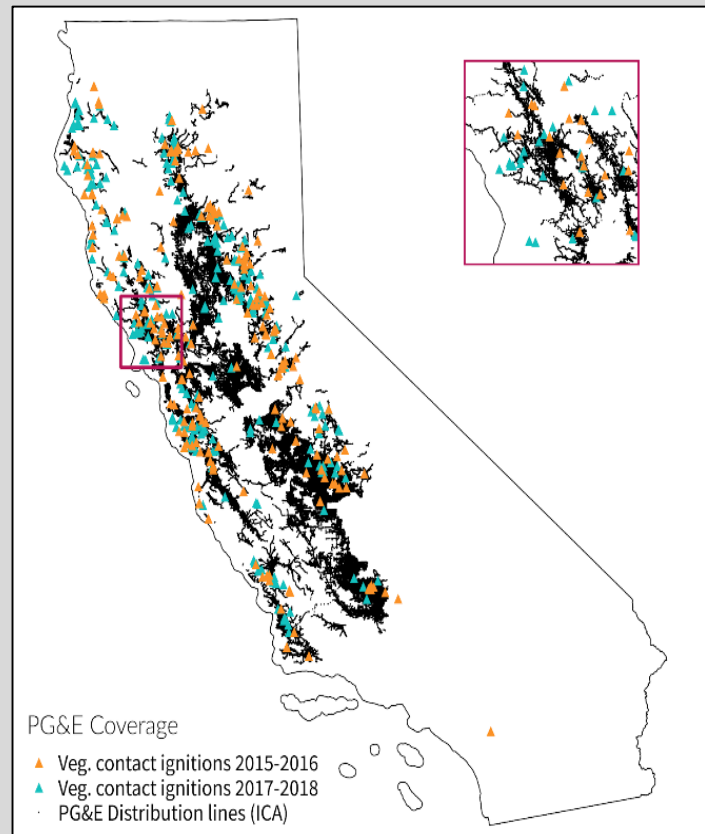 PG&E Coverage
Veg. contact ignitions 2015-2016
Veg. contact ignitions 2017-2018
PG&E Distribution lines (ICA)